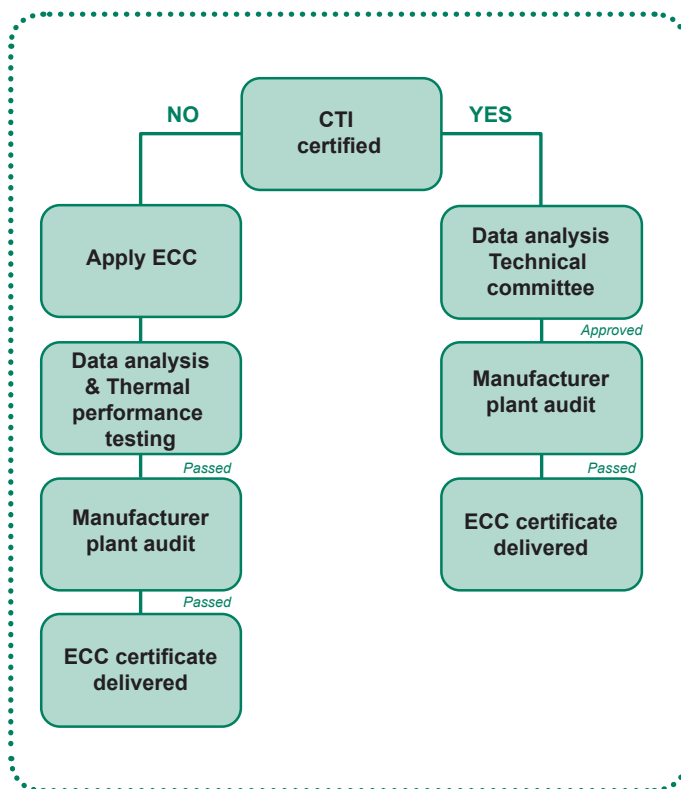 NO
CTI
certified
YES
Apply ECC
Data analysis
& Thermal
performance
testing
Passed
Manufacturer
plant audit
Passed
ECC certificate
delivered
Data analysis
Technical
committee
Approved
Manufacturer
plant audit
Passed
ECC certificate
delivered